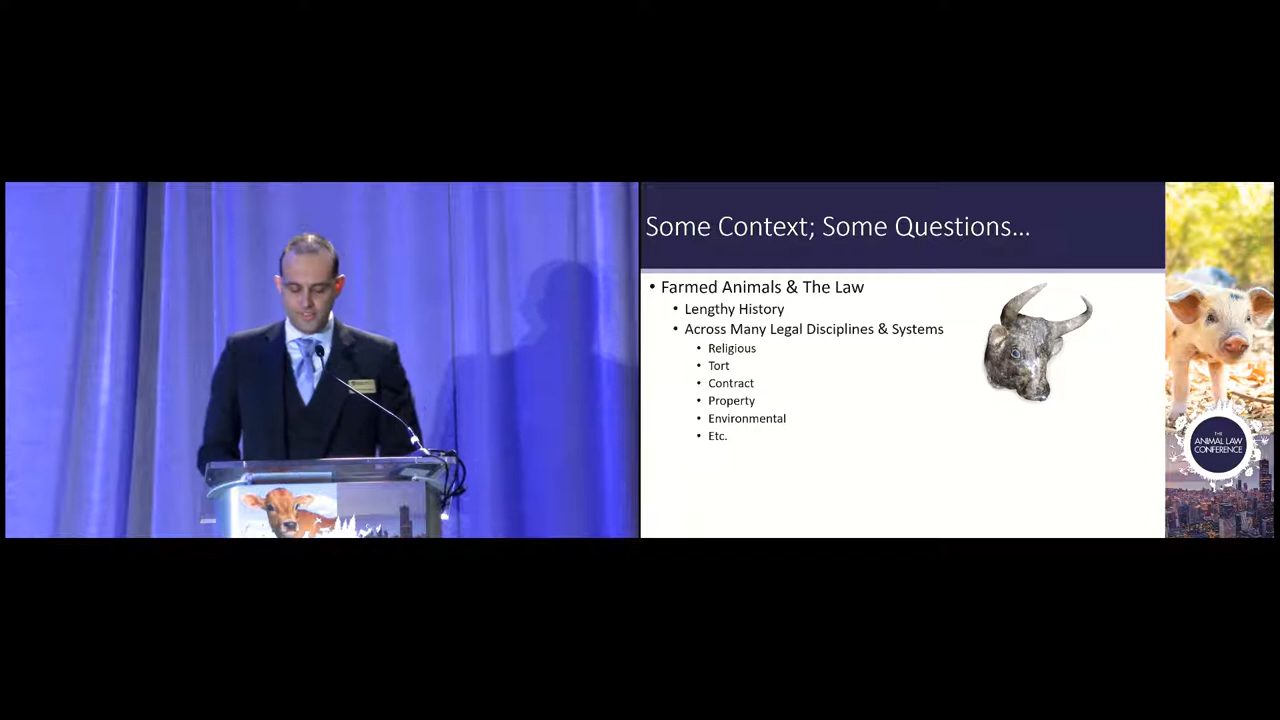 Some Context; Some Questions…
• Farmed Animals & The Law
• Lengthy History
• Across Many Legal Disciplines & Systems
• Religious
• Tort
• Contract
• Property
• Environmental
• Etc.
THE
ANIMAL LAW
CONFERENCE